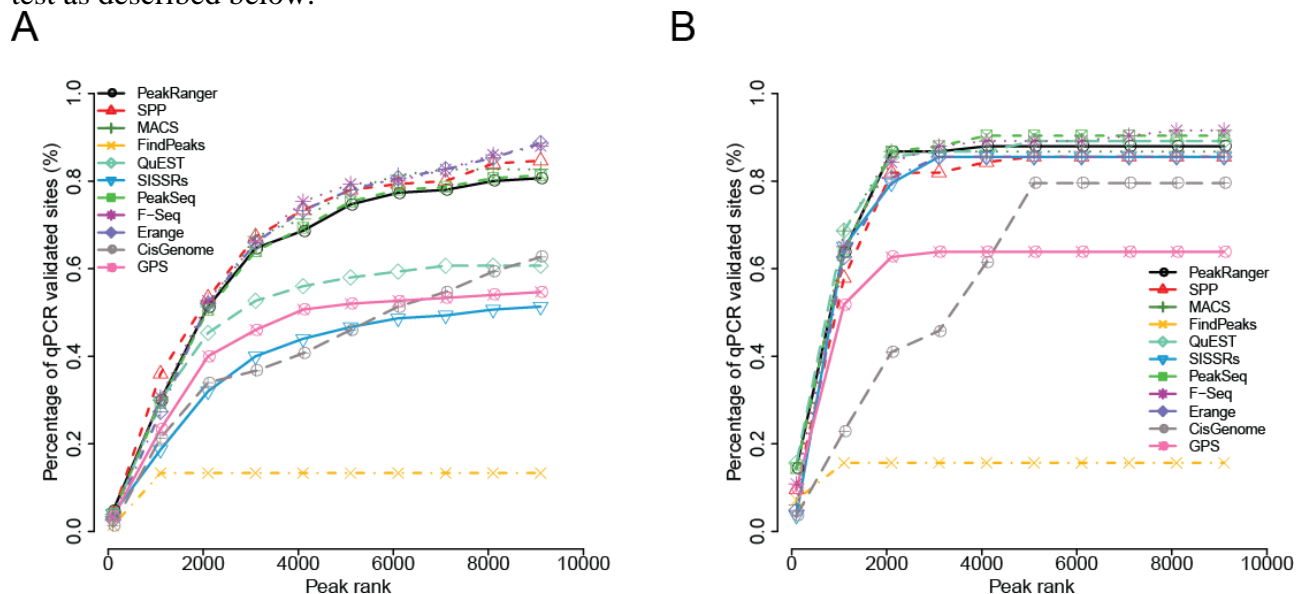 test as described below.
A
B
Percentage of qPCR validated sites (%)
1.0
0.8
0.6
0.4
0.2
0.0
PeakRanger
SPP
MACS
FindPeaks
QuEST
SISSRs
PeakSeq
F−Seq
Erange
CisGenome
GPS
0
2000
4000
6000
8000
10000
Peak rank
Percentage of qPCR validated sites (%)
1.0
0.8
0.6
0.4
0.2
0.0
PeakRanger
SPP
MACS
FindPeaks
QuEST
SISSRs
PeakSeq
F−Seq
Erange
CisGenome
GPS
0
2000
4000
6000
8000
10000
Peak rank